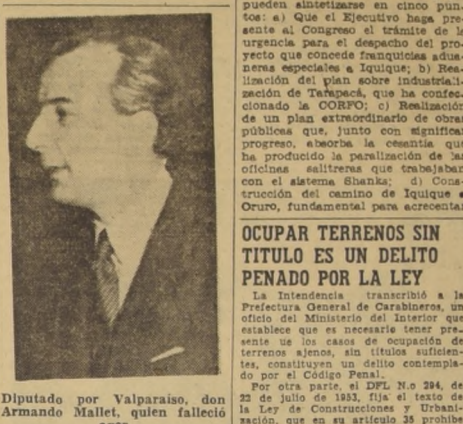 Diputado por Valparaíso, don
Armando Mallet, quien falleció
pueden sintetizarse en cinco pun-
tos: a) Que el Ejecutivo haga pre-
sente al Congreso el trámite de la
urgencia para el despacho del pro-
yecto que concede franquicias adua-
neras especiales a Iquique; b) Rea-
lización del plan sobre industriali-
zación de Tarapacá, que ha confec-
cionado la CORFO; c) Realización
de un plan extraordinario de obras
públicas que, junto con significar
progreso, absorba la cesantía que
ha producido la paralización de las
oficinas salitreras que trabajaban
con el sistema Shanks; d) Cons-
trucción del camino de Iquique a
Oruro, fundamental para acrecentar
OCUPAR TERRENOS SIN
TITULO ES UN DELITO
PENADO POR LA LEY
La Intendencia transcribió a la
Prefectura General de Carabineros, un
oficio del Ministerio del Interior que
establece que es necesario tener pre-
sente ue los casos de ocupación de
terrenos ajenos, sin títulos suficien-
tes, constituyen un delito contempla-
do por el Código Penal.
Por otra parte, el DFL N.o 294, de
22 de julio de 1953, fija el texto de
la Ley de Construcciones y Urbani-
zación, que en su artículo 35 prohibe